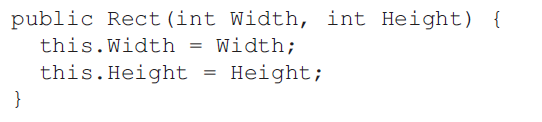 public Rect(int Width, int Height) {
  this.Width = Width;
  this.Height = Height;
}